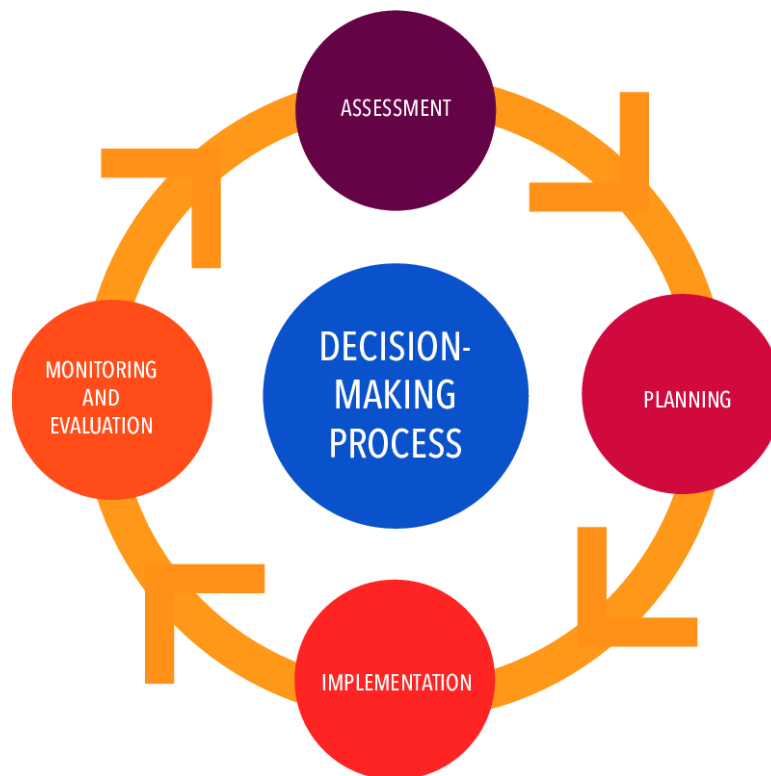 ASSESSMENT
DECISION-
MAKING
PROCESS
MONITORING
AND
EVALUATION
PLANNING
IMPLEMENTATION